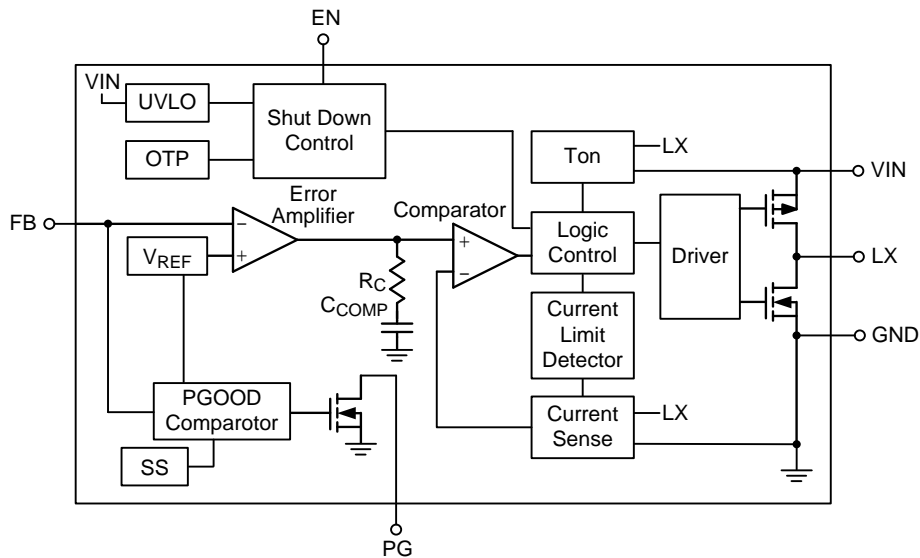 EN
VIN
UVLO
OTP
Shut Down
Control
Ton
LX
VIN
FB
Error
Amplifier
Comparator
VREF
RC
CCOMP
Logic
Control
Driver
LX
Current
Limit
Detector
GND
PGOOD
Comparotor
SS
Current
Sense
LX
PG